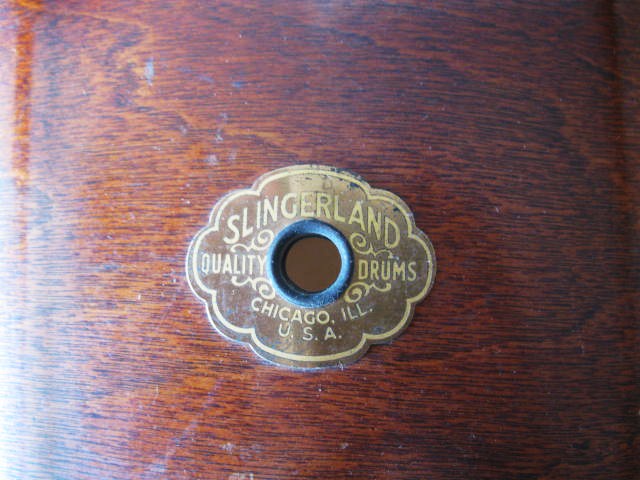 SLINGERLAND
QUALITY DRUMS
CHICAGO, ILL.
U. S. A.